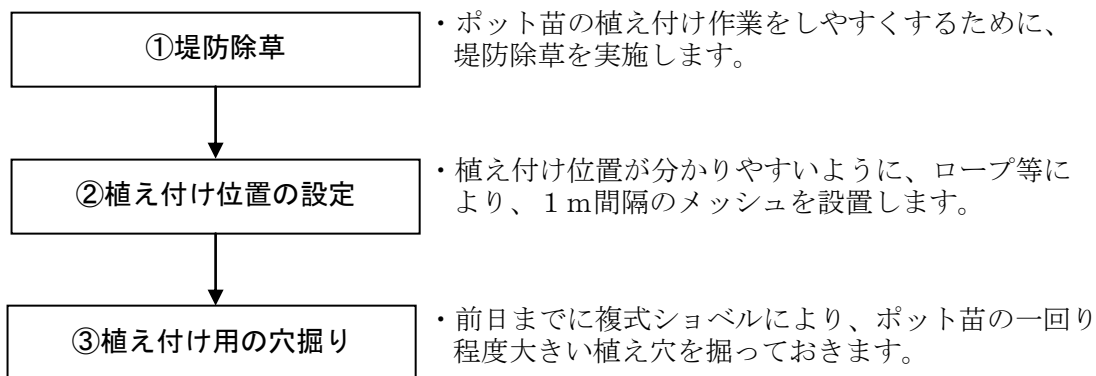 ①堤防除草
・ポット苗の植え付け作業をしやすくするために、
堤防除草を実施します。
②植え付け位置の設定
・植え付け位置が分かりやすいように、ロープ等に
より、１ｍ間隔のメッシュを設置します。
③植え付け用の穴掘り
・前日までに複式ショベルにより、ポット苗の一回り
程度大きい植え穴を掘っておきます。